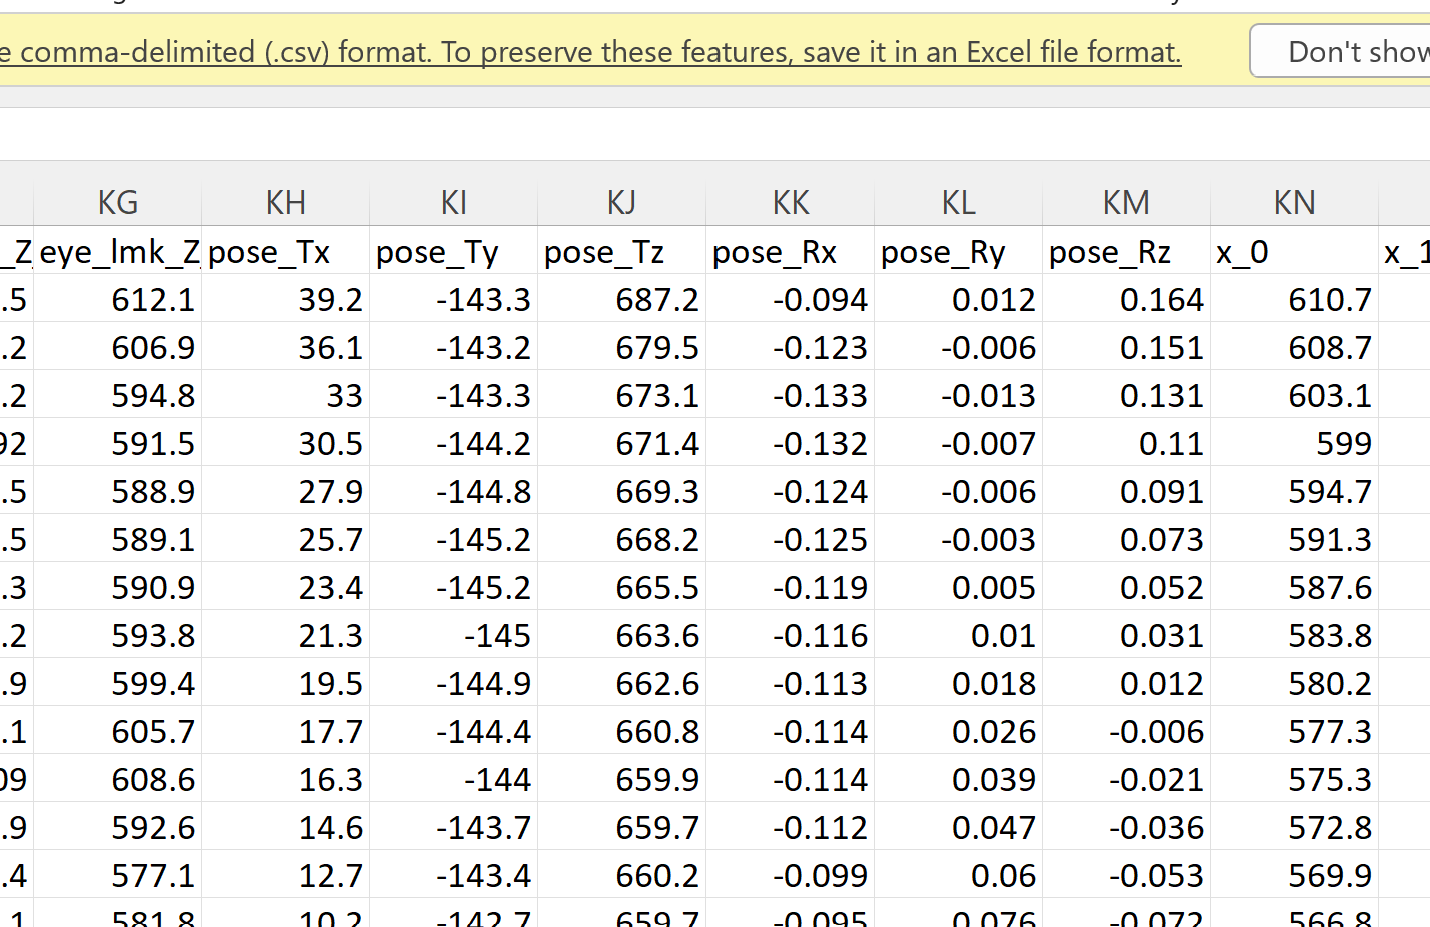 e comma-delimited (.csv) format. To preserve these features, save it in an Excel file format. Don't show
KG KH KI KJ KK KL KM KN
_Z eye_lmk_Z pose_Tx pose_Ty pose_Tz pose_Rx pose_Ry pose_Rz x_0 x_1
.5 612.1 39.2 -143.3 687.2 -0.094 0.012 0.164 610.7
.2 606.9 36.1 -143.2 679.5 -0.123 -0.006 0.151 608.7
.2 594.8 33 -143.3 673.1 -0.133 -0.013 0.131 603.1
92 591.5 30.5 -144.2 671.4 -0.132 -0.007 0.11 599
.5 588.9 27.9 -144.8 669.3 -0.124 -0.006 0.091 594.7
.5 589.1 25.7 -145.2 668.2 -0.125 -0.003 0.073 591.3
.3 590.9 23.4 -145.2 665.5 -0.119 0.005 0.052 587.6
.2 593.8 21.3 -145 663.6 -0.116 0.01 0.031 583.8
.9 599.4 19.5 -144.9 662.6 -0.113 0.018 0.012 580.2
.1 605.7 17.7 -144.4 660.8 -0.114 0.026 -0.006 577.3
09 608.6 16.3 -144 659.9 -0.114 0.039 -0.021 575.3
.9 592.6 14.6 -143.7 659.7 -0.112 0.047 -0.036 572.8
.4 577.1 12.7 -143.4 660.2 -0.099 0.06 -0.053 569.9
.1 581.8 10.2 -142.7 659.7 -0.095 0.076 -0.072 566.8